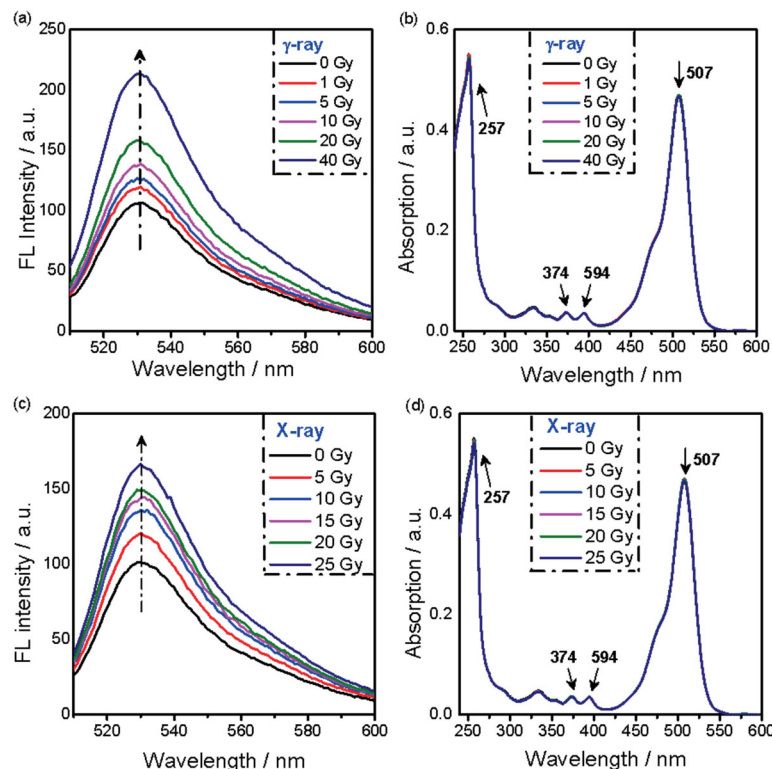 (a)
250
200
150
100
50
0
FL Intensity / a.u.
520 540 560 580 600
Wavelength / nm
γ-ray
0 Gy
1 Gy
5 Gy
10 Gy
20 Gy
40 Gy
(b)
0.6
0.4
0.2
0.0
Absorption / a.u.
250 300 350 400 450 500 550 600
Wavelength / nm
γ-ray
0 Gy
1 Gy
5 Gy
10 Gy
20 Gy
40 Gy
257
374
594
507
(c)
200
150
100
50
0
FL intensity / a.u.
520 540 560 580 600
Wavelength / nm
X-ray
0 Gy
5 Gy
10 Gy
15 Gy
20 Gy
25 Gy
(d)
0.6
0.4
0.2
0.0
Absorption / a.u.
250 300 350 400 450 500 550 600
Wavelength / nm
X-ray
0 Gy
5 Gy
10 Gy
15 Gy
20 Gy
25 Gy
257
374
594
507